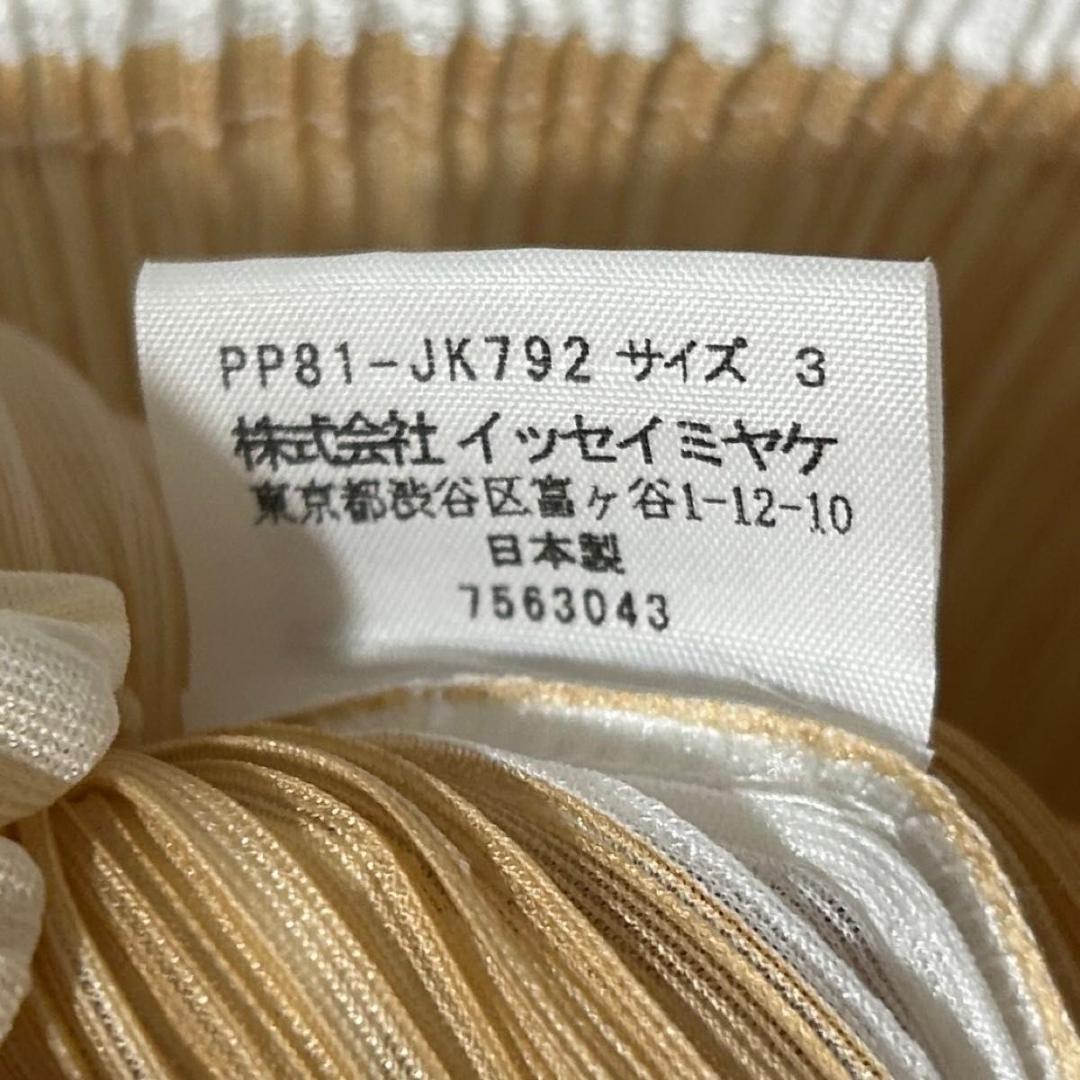 PP81-JK792 サイズ 3
株式会社 イッセイミヤケ
東京都渋谷区富ヶ谷1-12-10
日本製
7563043